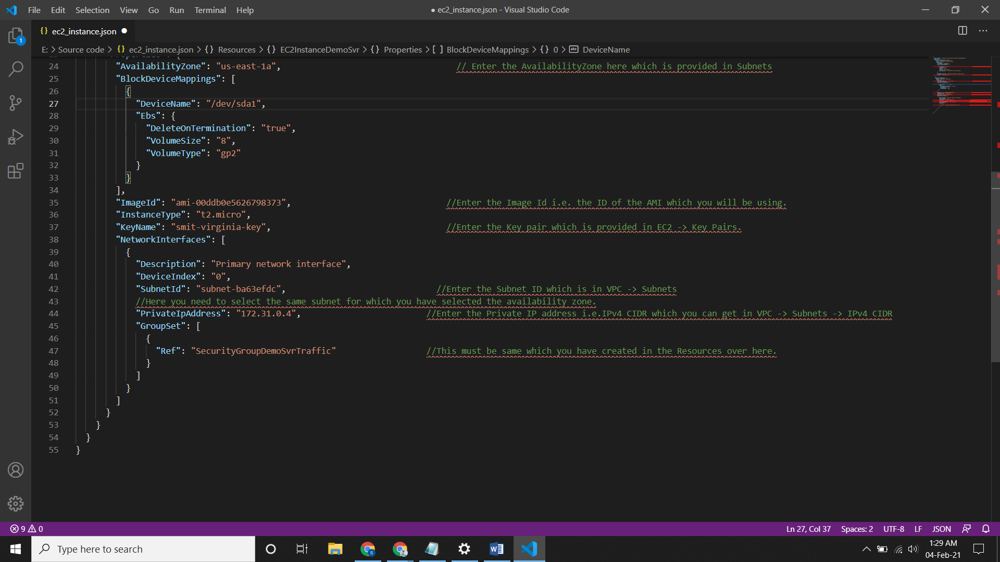 File Edit Selection View Go Run Terminal Help
● ec2_instance.json - Visual Studio Code
{} ec2_instance.json ●
E: > Source code > {} ec2_instance.json > {} Resources > {} EC2InstanceDemoSvr > {} Properties > [ ] BlockDeviceMappings > {} 0 > abc DeviceName
24 "AvailabilityZone": "us-east-1a", // Enter the AvailabilityZone here which is provided in Subnets
25 "BlockDeviceMappings": [
26 {
27 "DeviceName": "/dev/sda1",
28 "Ebs": {
29 "DeleteOnTermination": "true",
30 "VolumeSize": "8",
31 "VolumeType": "gp2"
32 }
33 }
34 ],
35 "ImageId": "ami-00ddb0e5626798373", //Enter the Image Id i.e. the ID of the AMI which you will be using.
36 "InstanceType": "t2.micro",
37 "KeyName": "smit-virginia-key", //Enter the Key pair which is provided in EC2 -> Key Pairs.
38 "NetworkInterfaces": [
39 {
40 "Description": "Primary network interface",
41 "DeviceIndex": "0",
42 "SubnetId": "subnet-ba63efdc", //Enter the Subnet ID which is in VPC -> Subnets
43 //Here you need to select the same subnet for which you have selected the availability zone.
44 "PrivateIpAddress": "172.31.0.4", //Enter the Private IP address i.e.IPv4 CIDR which you can get in VPC -> Subnets -> IPv4 CIDR
45 "GroupSet": [
46 {
47 "Ref": "SecurityGroupDemoSvrTraffic" //This must be same which you have created in the Resources over here.
48 }
49 ]
50 }
51 ]
52 }
53 }
54 }
55 }
1
9 0
Ln 27, Col 37 Spaces: 2 UTF-8 LF JSON
Type here to search
1:29 AM
04-Feb-21